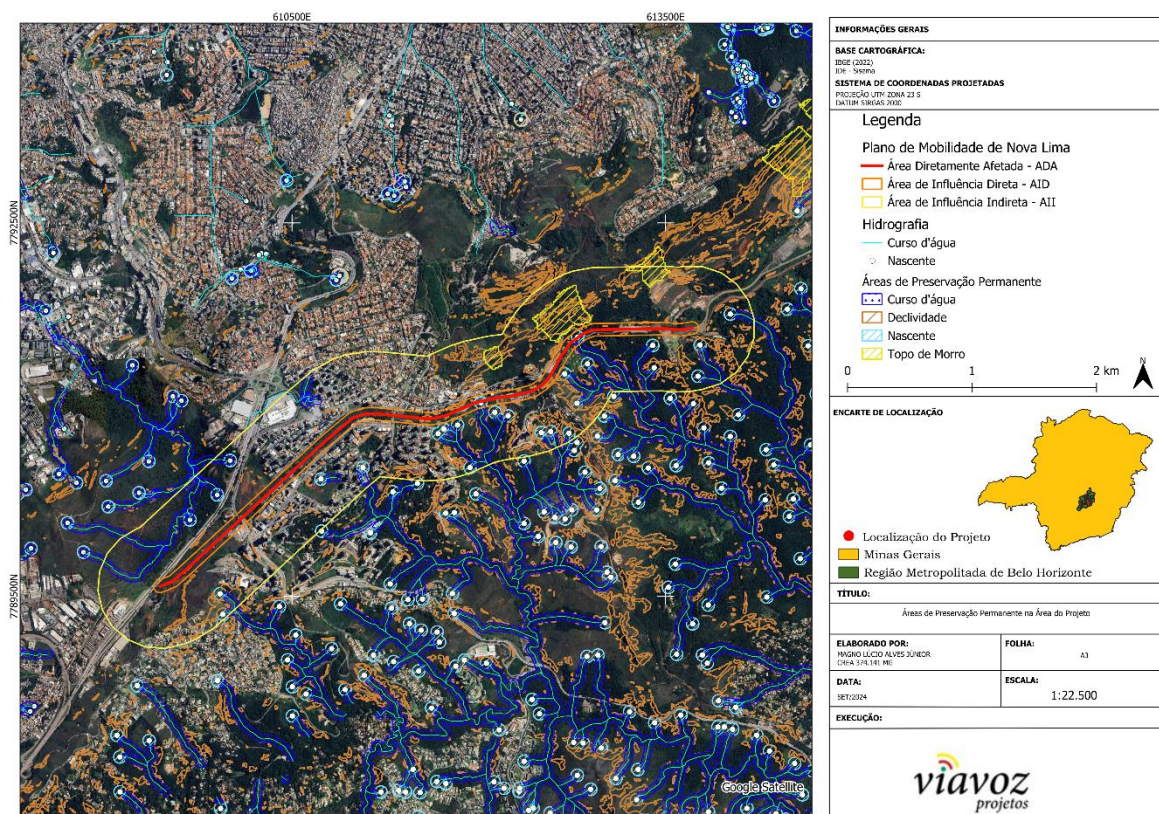 610500E
613500E
7792500N
7789500N
Google Satellite
INFORMAÇÕES GERAIS
BASE CARTOGRÁFICA:
IBGE (2022)
IDE - Sisema
SISTEMA DE COORDENADAS PROJETADAS
PROJEÇÃO UTM ZONA 23 S
DATUM SIRGAS 2000
Legenda
Plano de Mobilidade de Nova Lima
Área Diretamente Afetada - ADA
Área de Influência Direta - AID
Área de Influência Indireta - AII
Hidrografia
Curso d'água
Nascente
Áreas de Preservação Permanente
Curso d'água
Declividade
Nascente
Topo de Morro
0 1 2 km
N
ENCARTE DE LOCALIZAÇÃO
Localização do Projeto
Minas Gerais
Região Metropolitada de Belo Horizonte
TÍTULO:
Áreas de Preservação Permanente na Área do Projeto
ELABORADO POR:
MAGNO LÚCIO ALVES JÚNIOR
CREA 374.141 MG
FOLHA:
A3
DATA:
SET/2024
ESCALA:
1:22.500
EXECUÇÃO:
viavoz
projetos